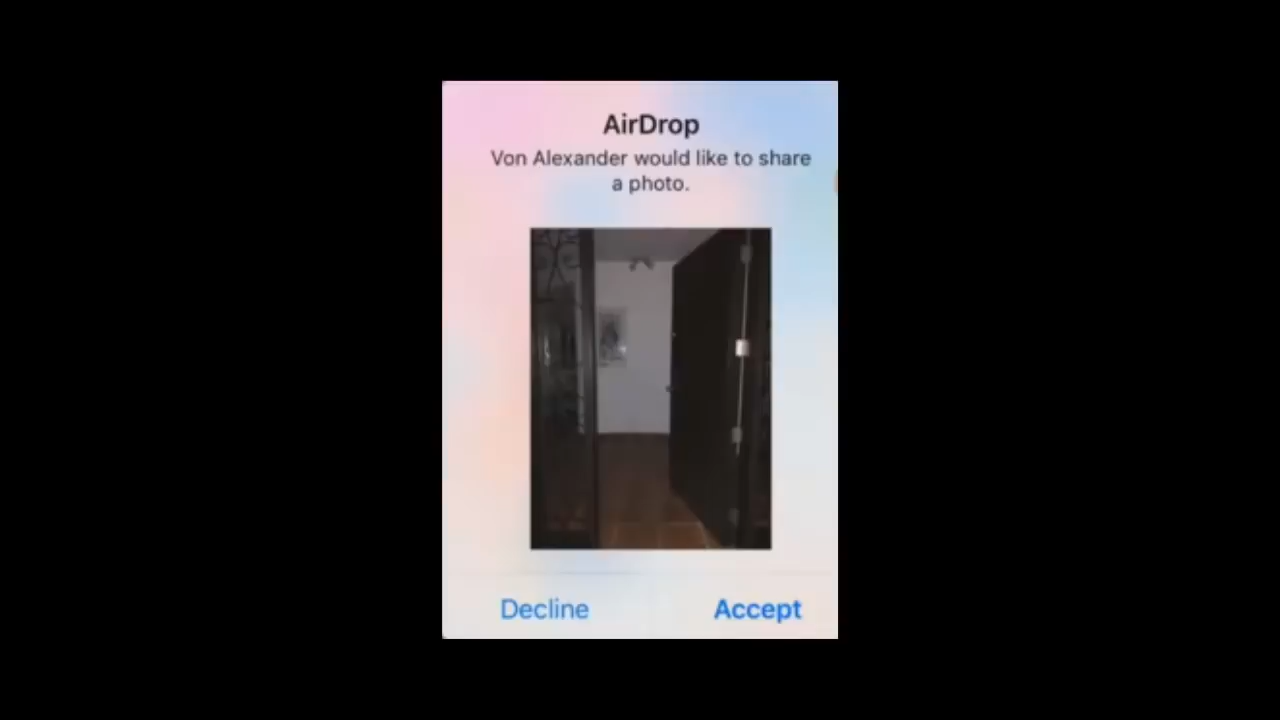 AirDrop
Von Alexander would like to share
a photo.
Decline
Accept